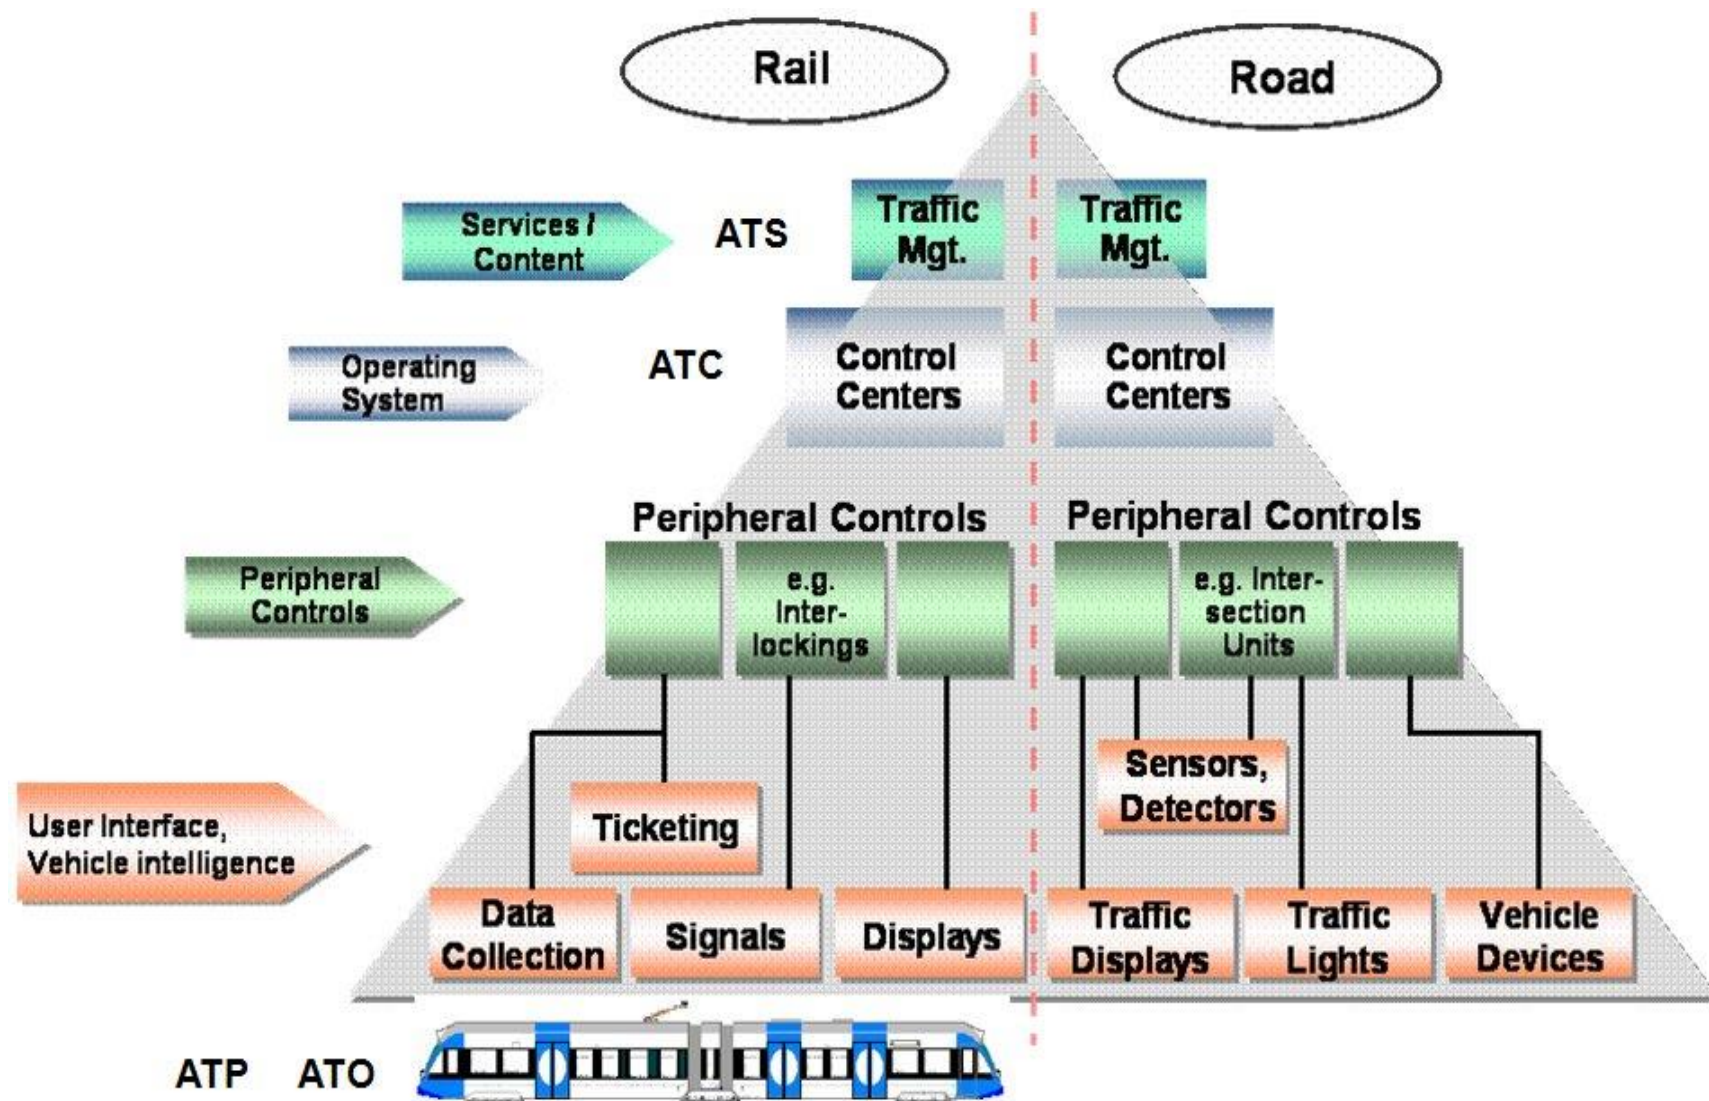 Rail
Road
Services /
Content
ATS
Traffic
Mgt.
Traffic
Mgt.
Operating
System
ATC
Control
Centers
Control
Centers
Peripheral Controls
Peripheral Controls
Peripheral
Controls
e.g.
Inter-
lockings
e.g. Inter-
section
Units
User Interface,
Vehicle intelligence
Ticketing
Sensors,
Detectors
Data
Collection
Signals
Displays
Traffic
Displays
Traffic
Lights
Vehicle
Devices
ATP
ATO